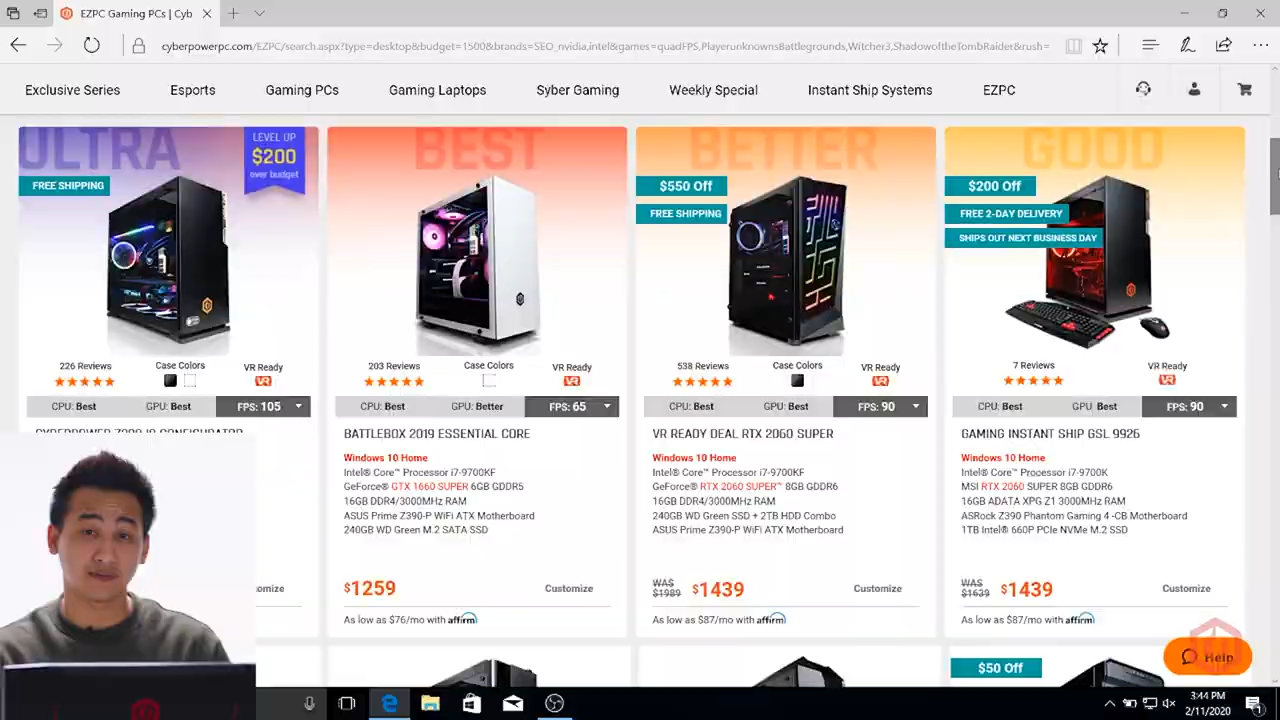 EZPC Gaming PCs | Cyb
cyberpowerpc.com/EZPC/search.aspx?type=desktop&budget=1500&brands=SEO_nvidia,intel&games=quadFPS,PlayerunknownsBattlegrounds,Witcher3,ShadowoftheTombRaider&rush=
Exclusive Series
Esports
Gaming PCs
Gaming Laptops
Syber Gaming
Weekly Special
Instant Ship Systems
EZPC
ULTRA
LEVEL UP
$200
over budget
FREE SHIPPING
226 Reviews
Case Colors
VR Ready
VR
CPU: Best
GPU: Best
FPS: 105
BEST
203 Reviews
Case Colors
VR Ready
VR
CPU: Best
GPU: Better
FPS: 65
BATTLEBOX 2019 ESSENTIAL CORE
Windows 10 Home
Intel® Core™ Processor i7-9700KF
GeForce® GTX 1660 SUPER 6GB GDDR5
16GB DDR4/3000MHz RAM
ASUS Prime Z390-P WiFi ATX Motherboard
240GB WD Green M.2 SATA SSD
$1259
Customize
As low as $76/mo with affirm
BETTER
$550 Off
FREE SHIPPING
538 Reviews
Case Colors
VR Ready
VR
CPU: Best
GPU: Best
FPS: 90
VR READY DEAL RTX 2060 SUPER
Windows 10 Home
Intel® Core™ Processor i7-9700KF
GeForce® RTX 2060 SUPER™ 8GB GDDR6
16GB DDR4/3000MHz RAM
240GB WD Green SSD + 2TB HDD Combo
ASUS Prime Z390-P WiFi ATX Motherboard
WAS
$1989
$1439
Customize
As low as $87/mo with affirm
GOOD
$200 Off
FREE 2-DAY DELIVERY
SHIPS OUT NEXT BUSINESS DAY
7 Reviews
VR Ready
VR
CPU: Best
GPU Best
FPS: 90
GAMING INSTANT SHIP GSL 9926
Windows 10 Home
Intel® Core™ Processor i7-9700K
MSI RTX 2060 SUPER 8GB GDDR6
16GB ADATA XPG Z1 3000MHz RAM
ASRock Z390 Phantom Gaming 4 -CB Motherboard
1TB Intel® 660P PCIe NVMe M.2 SSD
WAS
$1639
$1439
Customize
As low as $87/mo with affirm
omize
$50 Off
Help
3:44 PM
2/11/2020